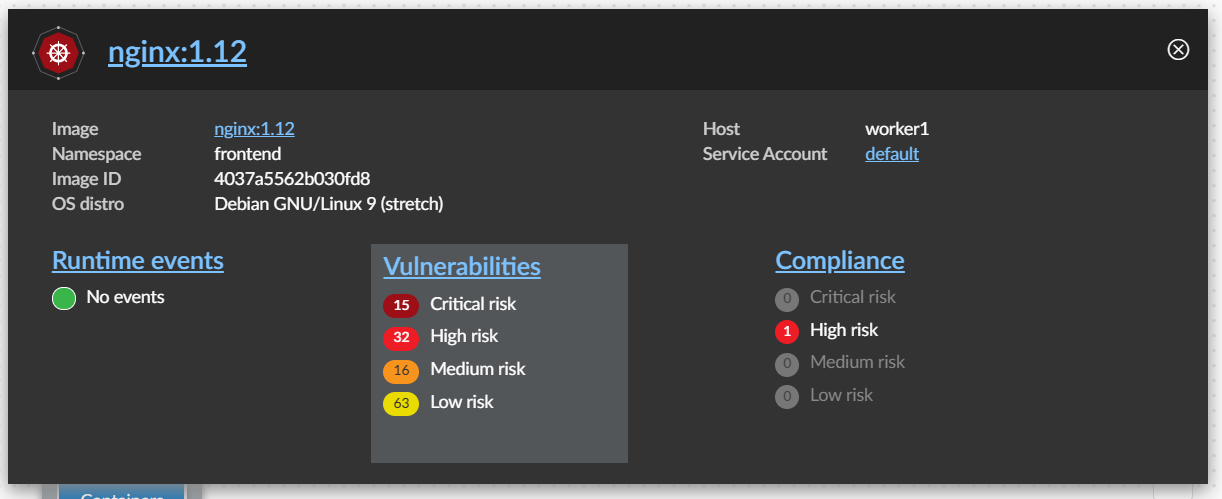 nginx:1.12
Image nginx:1.12
Namespace frontend
Image ID 4037a5562b030fd8
OS distro Debian GNU/Linux 9 (stretch)
Host worker1
Service Account default
Runtime events
No events
Vulnerabilities
15 Critical risk
32 High risk
16 Medium risk
63 Low risk
Compliance
0 Critical risk
1 High risk
0 Medium risk
0 Low risk
Containers